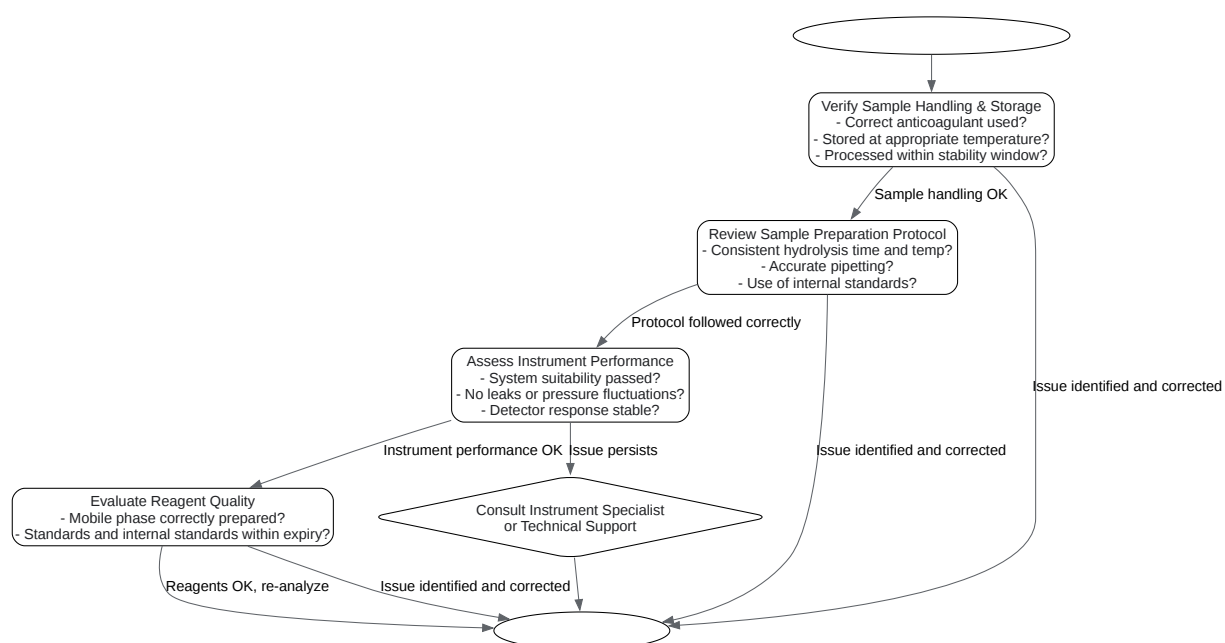 Verify Sample Handling & Storage
- Correct anticoagulant used?
- Stored at appropriate temperature?
- Processed within stability window?
Sample handling OK
Review Sample Preparation Protocol
- Consistent hydrolysis time and temp?
- Accurate pipetting?
- Use of internal standards?
Protocol followed correctly
Assess Instrument Performance
- System suitability passed?
- No leaks or pressure fluctuations?
- Detector response stable?
Issue identified and corrected
Instrument performance OK
Issue persists
Issue identified and corrected
Evaluate Reagent Quality
- Mobile phase correctly prepared?
- Standards and internal standards within expiry?
Consult Instrument Specialist
or Technical Support
Reagents OK, re-analyze
Issue identified and corrected